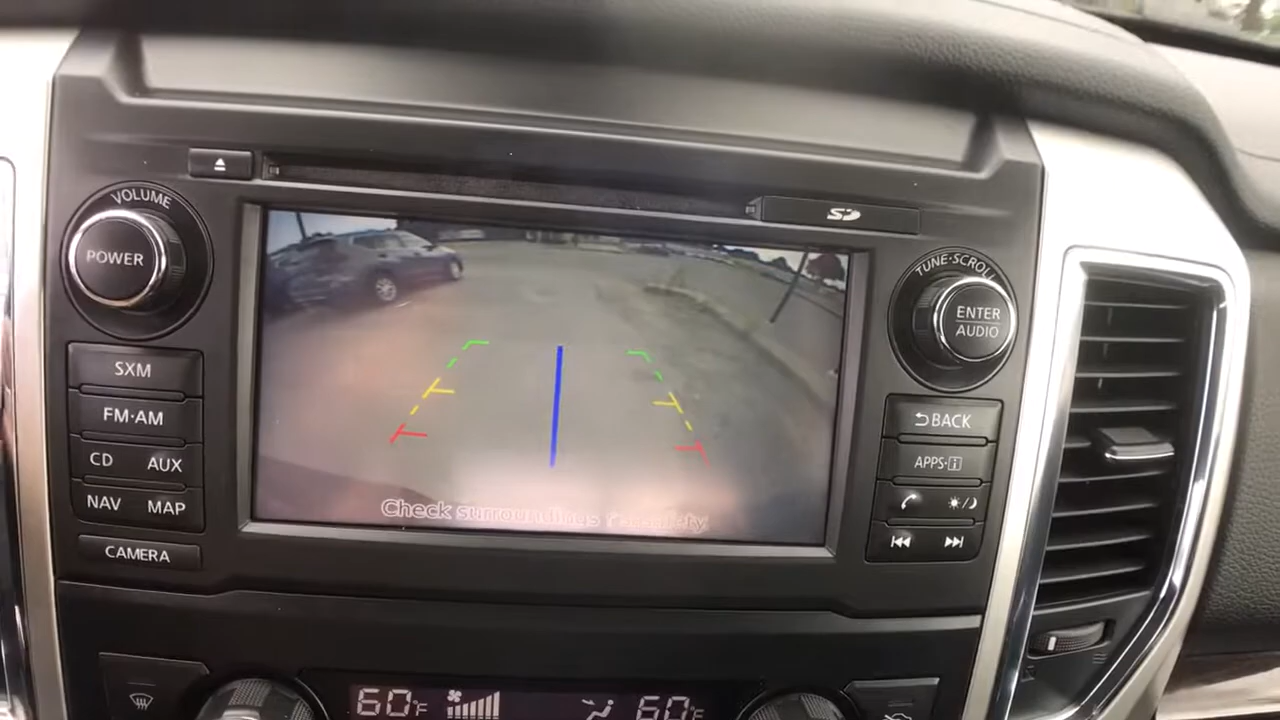 VOLUME
POWER
SXM
FM·AM
CD AUX
NAV MAP
CAMERA
SD
TUNE·SCROLL
ENTER
AUDIO
BACK
APPS·i
Check surroundings for safety
60°F
60°F